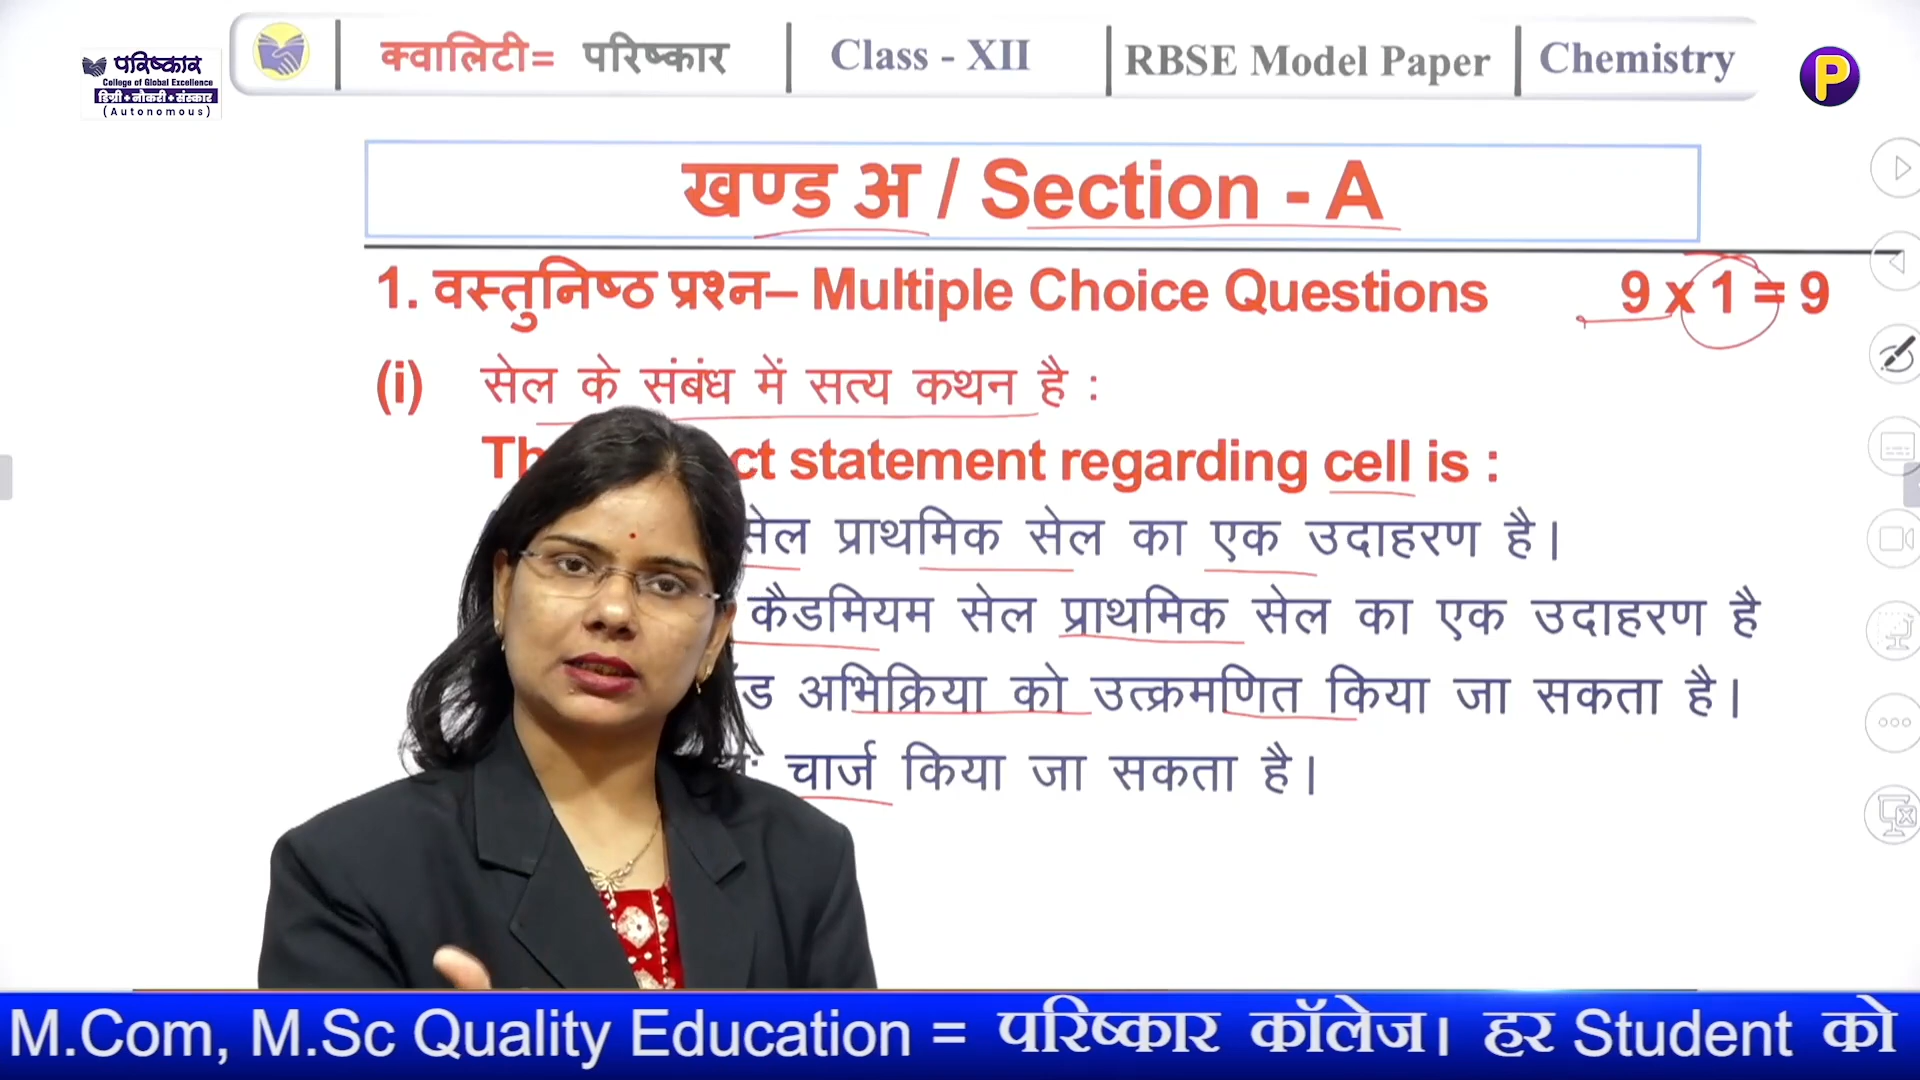 परिष्कार
College of Global Excellence
डिग्री + नौकरी + संस्कार
(Autonomous)
क्वालिटी= परिष्कार
Class - XII
RBSE Model Paper
Chemistry
P
खण्ड अ / Section - A
1. वस्तुनिष्ठ प्रश्न– Multiple Choice Questions 9 x 1 = 9
(i) सेल के संबंध में सत्य कथन है :
statement regarding cell is :
सेल प्राथमिक सेल का एक उदाहरण है।
कैडमियम सेल प्राथमिक सेल का एक उदाहरण है
अभिक्रिया को उत्क्रमणित किया जा सकता है।
चार्ज किया जा सकता है।
M.Com, M.Sc Quality Education = परिष्कार कॉलेज। हर Student को